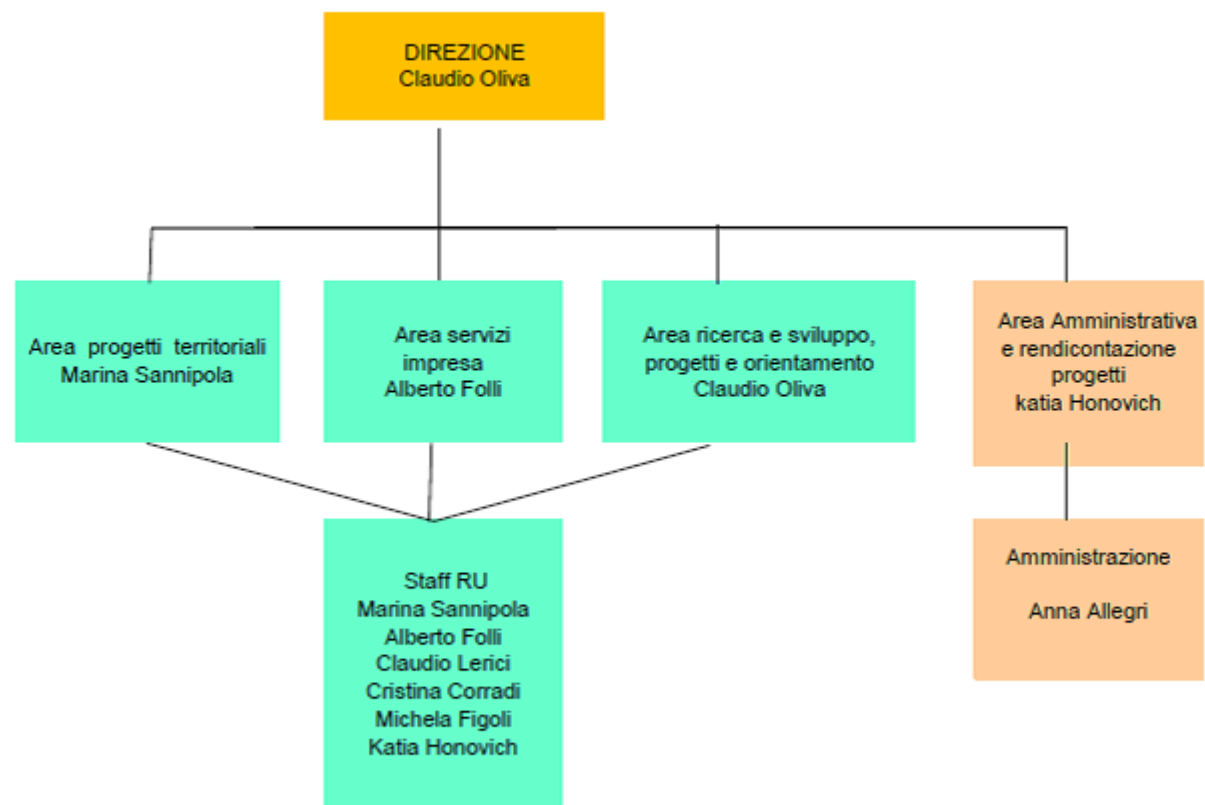 DIREZIONE
Claudio Oliva
Area progetti territoriali
Marina Sannipola
Area servizi
impresa
Alberto Folli
Area ricerca e sviluppo,
progetti e orientamento
Claudio Oliva
Area Amministrativa
e rendicontazione
progetti
katia Honovich
Staff RU
Marina Sannipola
Alberto Folli
Claudio Lerici
Cristina Corradi
Michela Figoli
Katia Honovich
Amministrazione
Anna Allegri